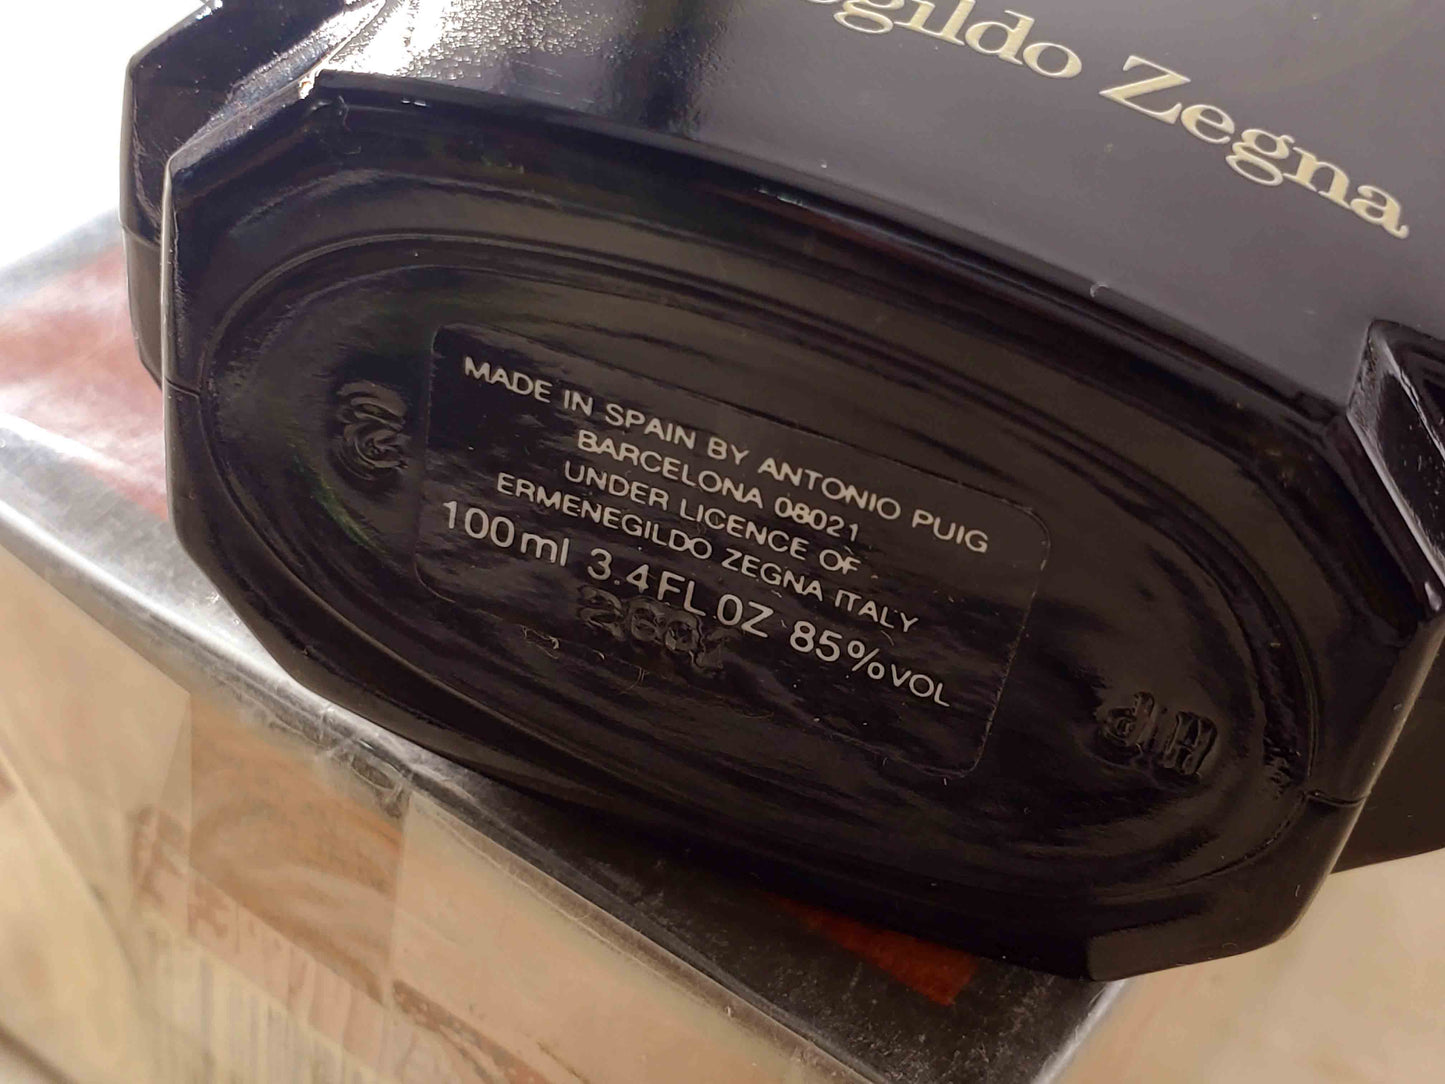 Zegna
MADE IN SPAIN BY ANTONIO PUIG
BARCELONA 08021
UNDER LICENCE OF
ERMENEGILDO ZEGNA ITALY
100ml 3.4FL OZ 85%VOL